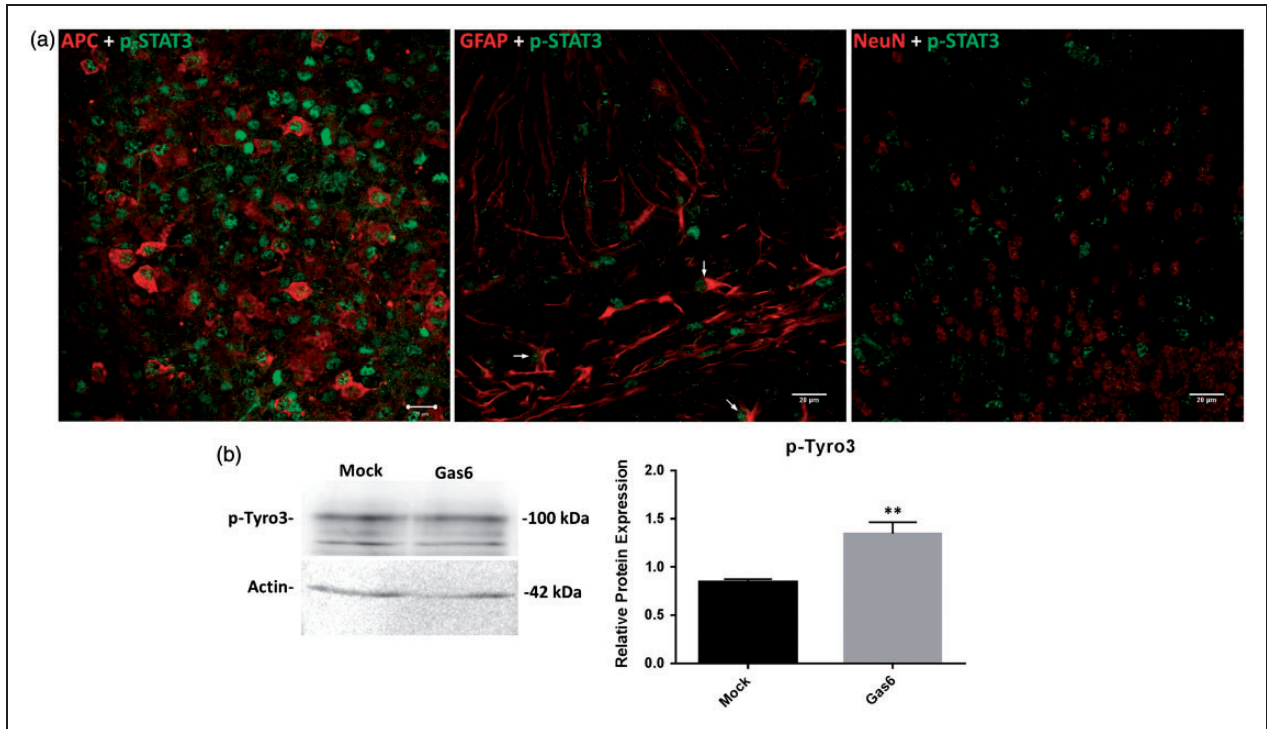 (a)
APC + p-STAT3
GFAP + p-STAT3
NeuN + p-STAT3
20 µm
20 µm
(b)
Mock
Gas6
p-Tyro3-
-100 kDa
Actin-
-42 kDa
p-Tyro3
Relative Protein Expression
2.0
1.5
1.0
0.5
0.0
**
Mock
Gas6